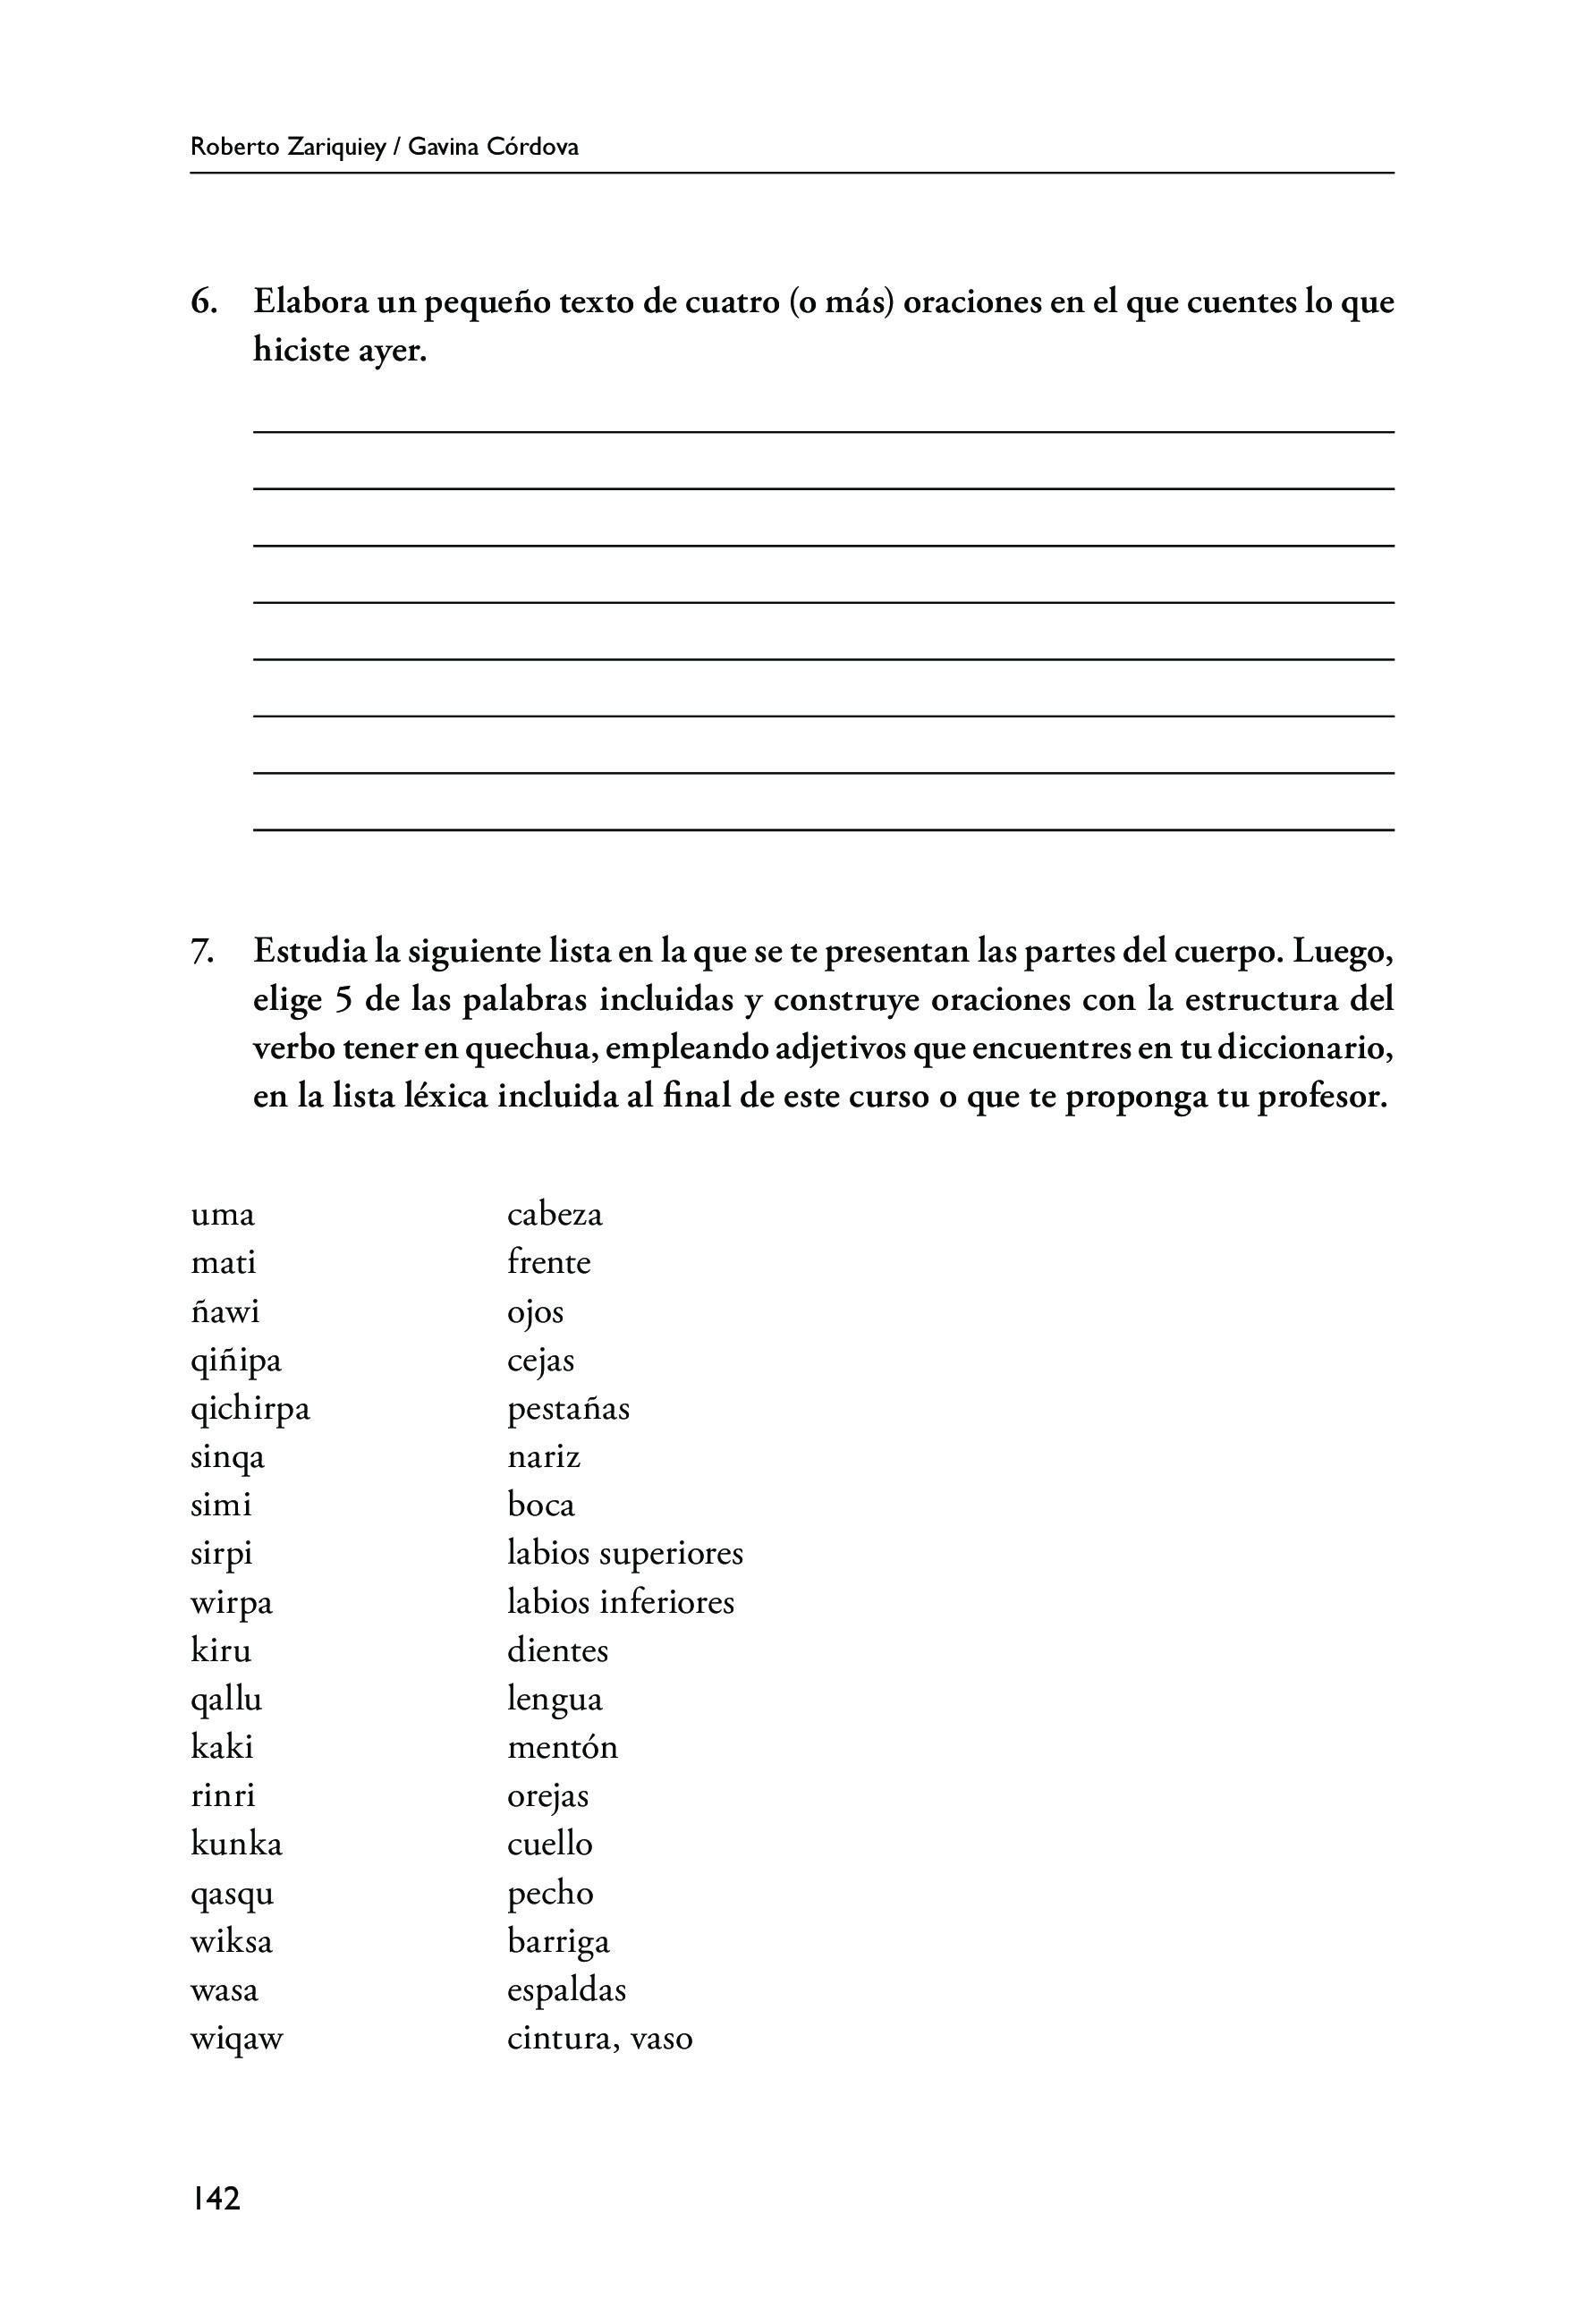 Roberto Zariquiey / Gavina Córdova
6. Elabora un pequeño texto de cuatro (o más) oraciones en el que cuentes lo que
hiciste ayer.
7. Estudia la siguiente lista en la que se te presentan las partes del cuerpo. Luego,
elige 5 de las palabras incluidas y construye oraciones con la estructura del
verbo tener en quechua, empleando adjetivos que encuentres en tu diccionario,
en la lista léxica incluida al final de este curso o que te proponga tu profesor.
uma cabeza
mati frente
ñawi ojos
qiñipa cejas
qichirpa pestañas
sinqa nariz
simi boca
sirpi labios superiores
wirpa labios inferiores
kiru dientes
qallu lengua
kaki mentón
rinri orejas
kunka cuello
qasqu pecho
wiksa barriga
wasa espaldas
wiqaw cintura, vaso
142